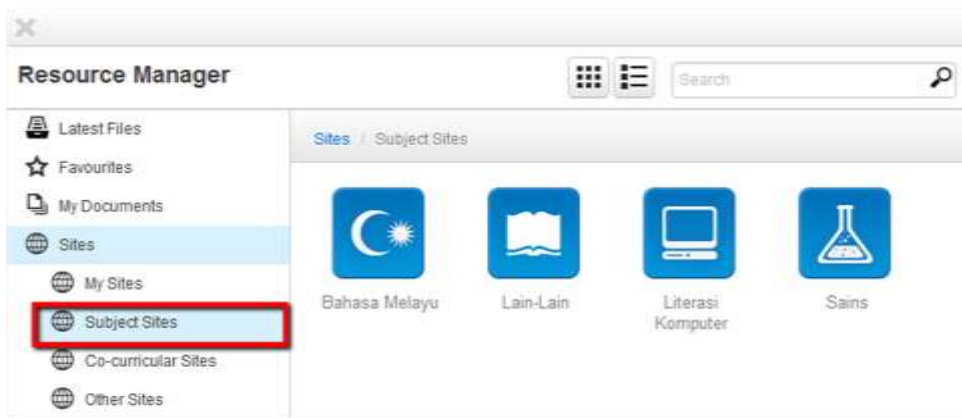 Resource Manager
Search
Latest Files
Favourites
My Documents
Sites
My Sites
Subject Sites
Co-curricular Sites
Other Sites
Sites / Subject Sites
Bahasa Melayu
Lain-Lain
Literasi
Komputer
Sains